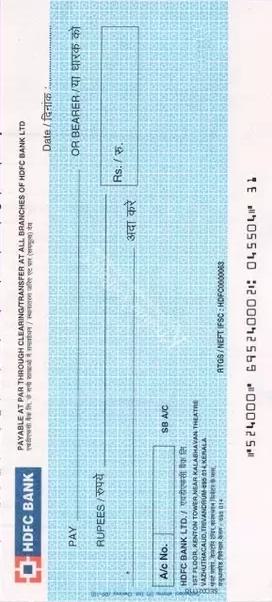 HDFC BANK
PAYABLE AT PAR THROUGH CLEARING/TRANSFER AT ALL BRANCHES OF HDFC BANK LTD
Date / दिनांक :
PAY
OR BEARER / या धारक को
RUPEES / रुपये
अदा करें
Rs. / रु.
A/c No.
SB A/C
HDFC BANK LTD. / एचडीएफसी बैंक लि.
1ST FLOOR, KENTON TOWER, NEAR KALABHAVAN THEATRE
VAZHUTHACAUD, TRIVANDRUM-695 014, KERALA
RTGS / NEFT IFSC : HDFC0000063
⑈524000⑈ 695240002⑆ 045504⑈ 31